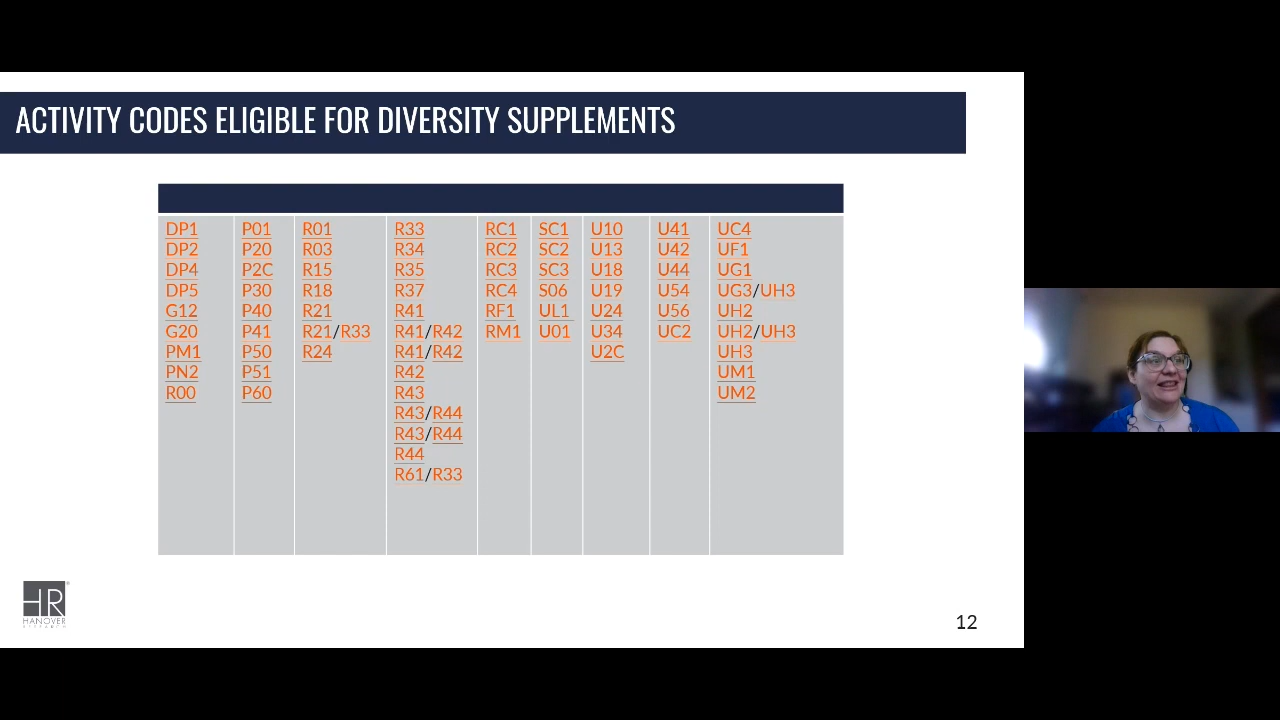 ACTIVITY CODES ELIGIBLE FOR DIVERSITY SUPPLEMENTS
DP1
DP2
DP4
DP5
G12
G20
PM1
PN2
R00
P01
P20
P2C
P30
P40
P41
P50
P51
P60
R01
R03
R15
R18
R21
R21/R33
R24
R33
R34
R35
R37
R41
R41/R42
R41/R42
R42
R43
R43/R44
R43/R44
R44
R61/R33
RC1
RC2
RC3
RC4
RF1
RM1
SC1
SC2
SC3
S06
UL1
U01
U10
U13
U18
U19
U24
U34
U2C
U41
U42
U44
U54
U56
UC2
UC4
UF1
UG1
UG3/UH3
UH2
UH2/UH3
UH3
UM1
UM2
HR
HANOVER
RESEARCH
12